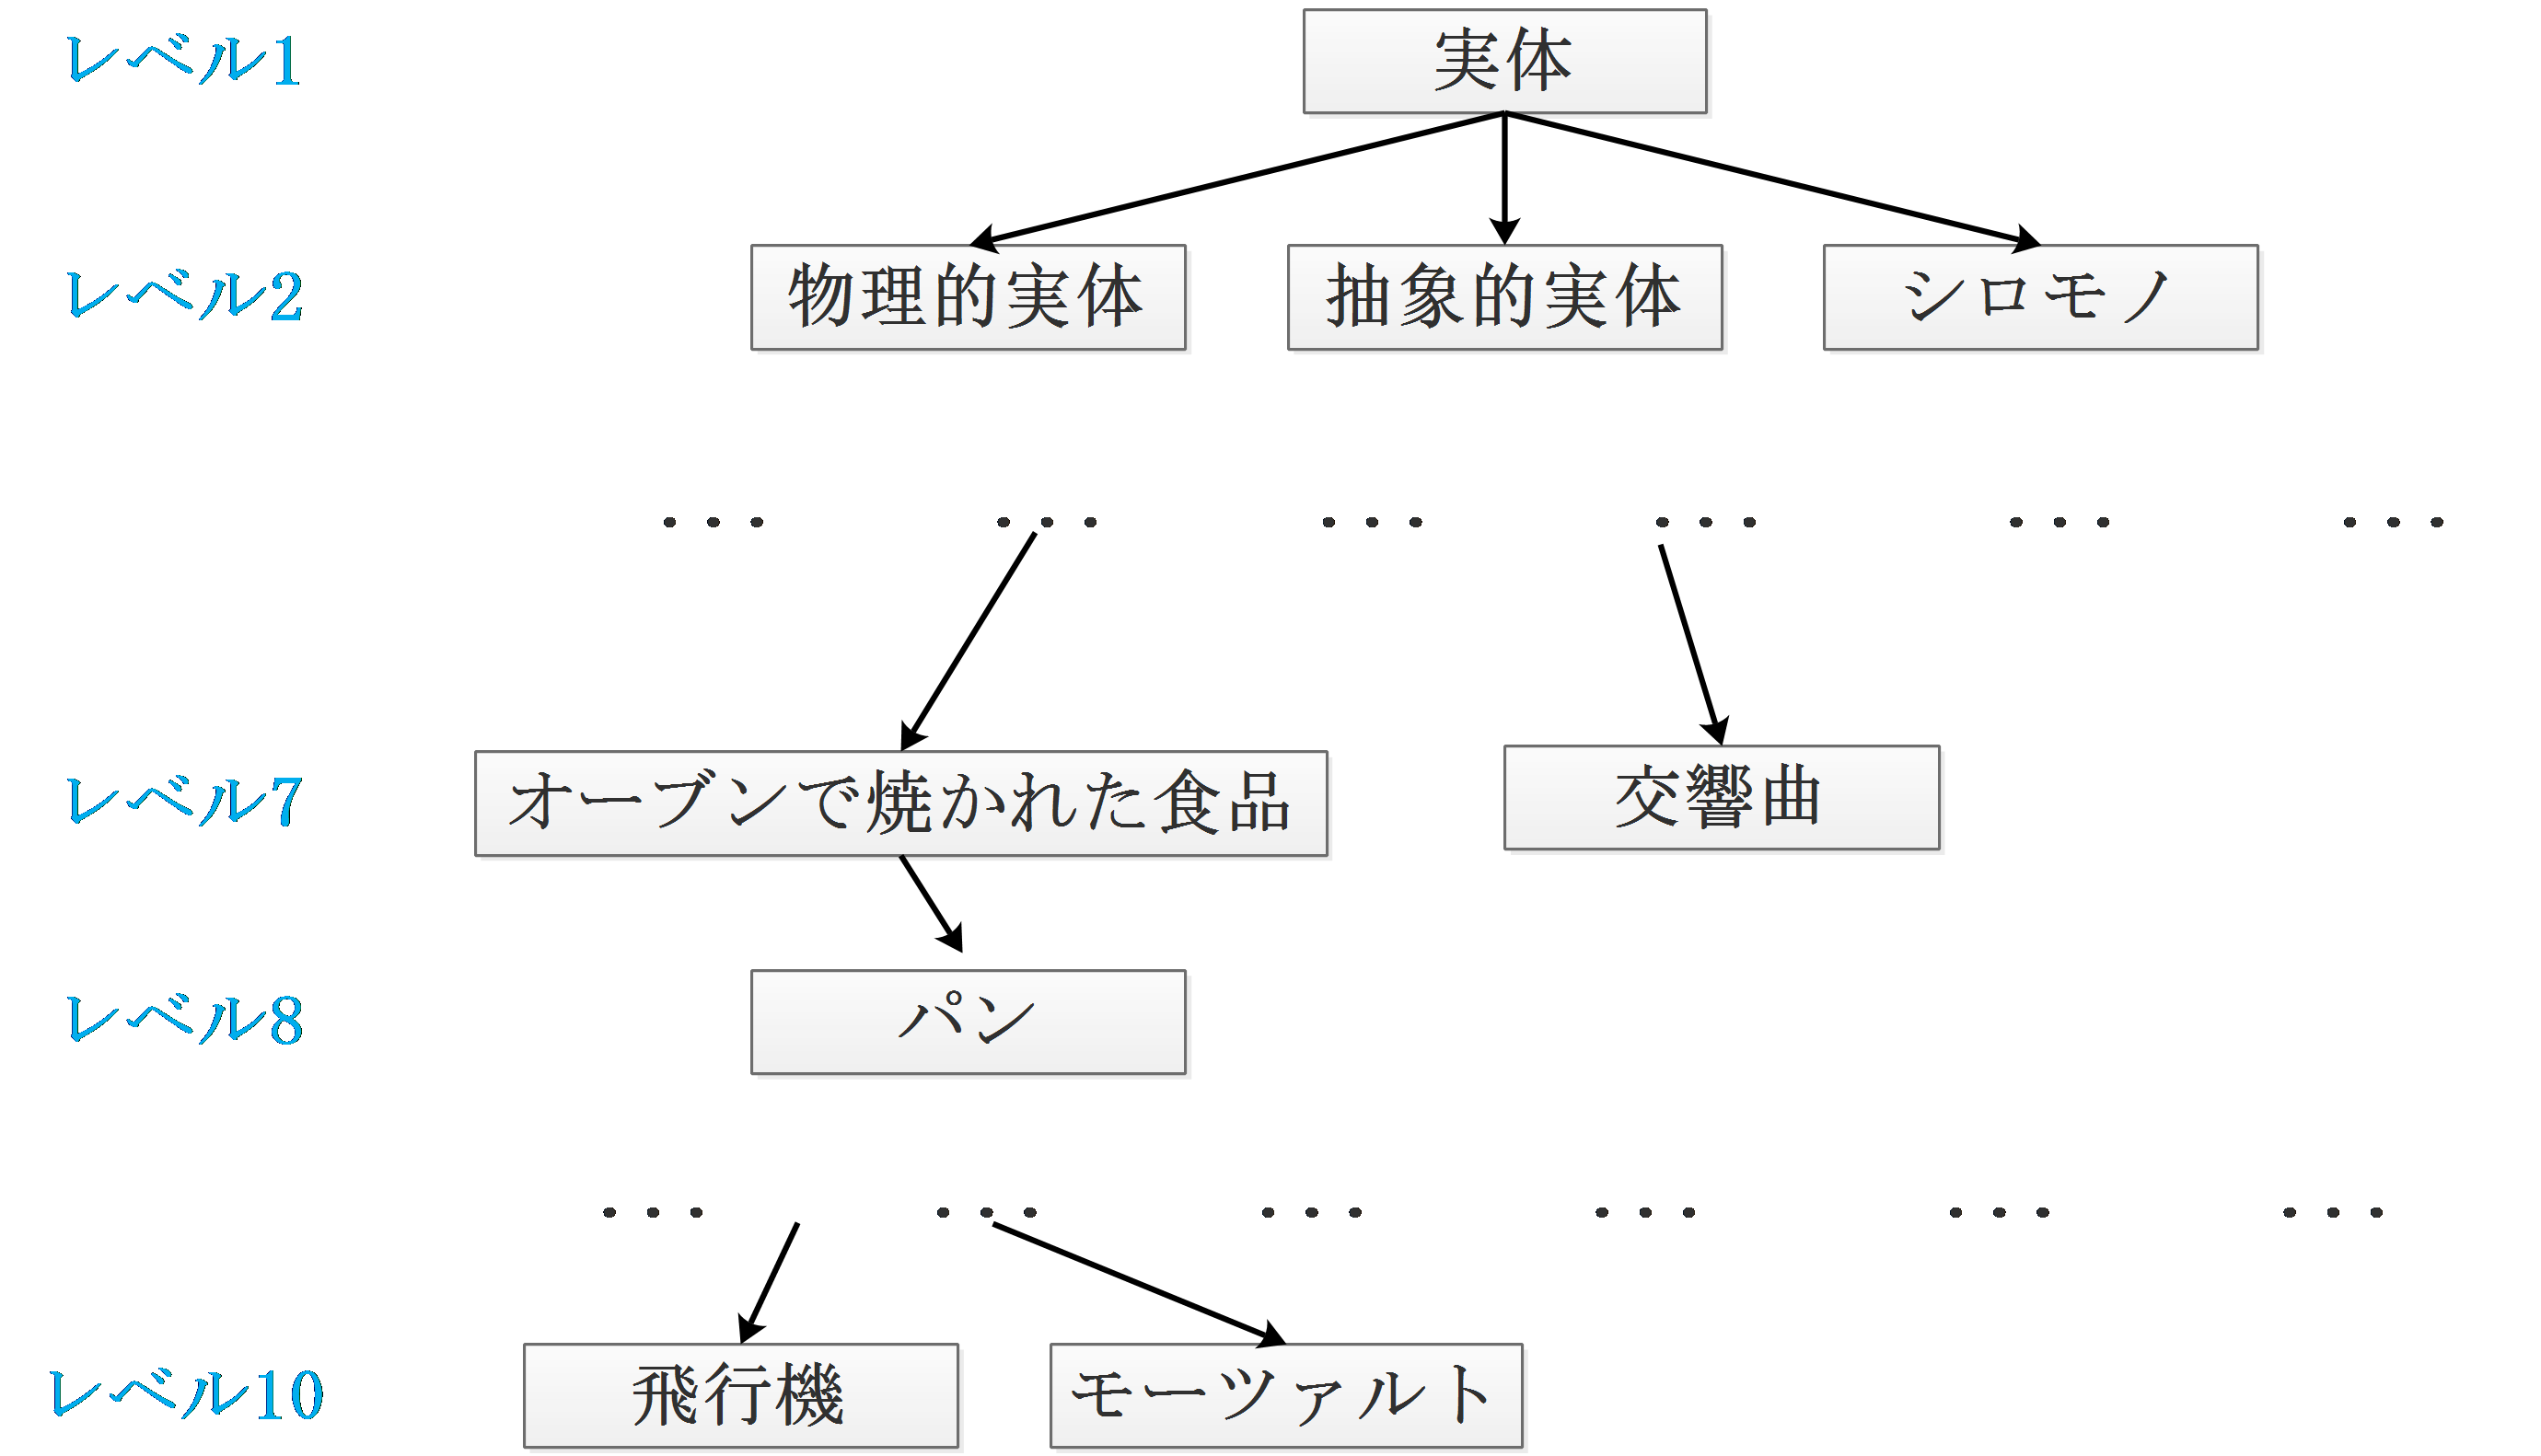 レベル1
実体
レベル2
物理的実体
抽象的実体
シロモノ
... ... ... ... ... ...
レベル7
オーブンで焼かれた食品
交響曲
レベル8
パン
... ... ... ... ... ...
レベル10
飛行機
モーツァルト